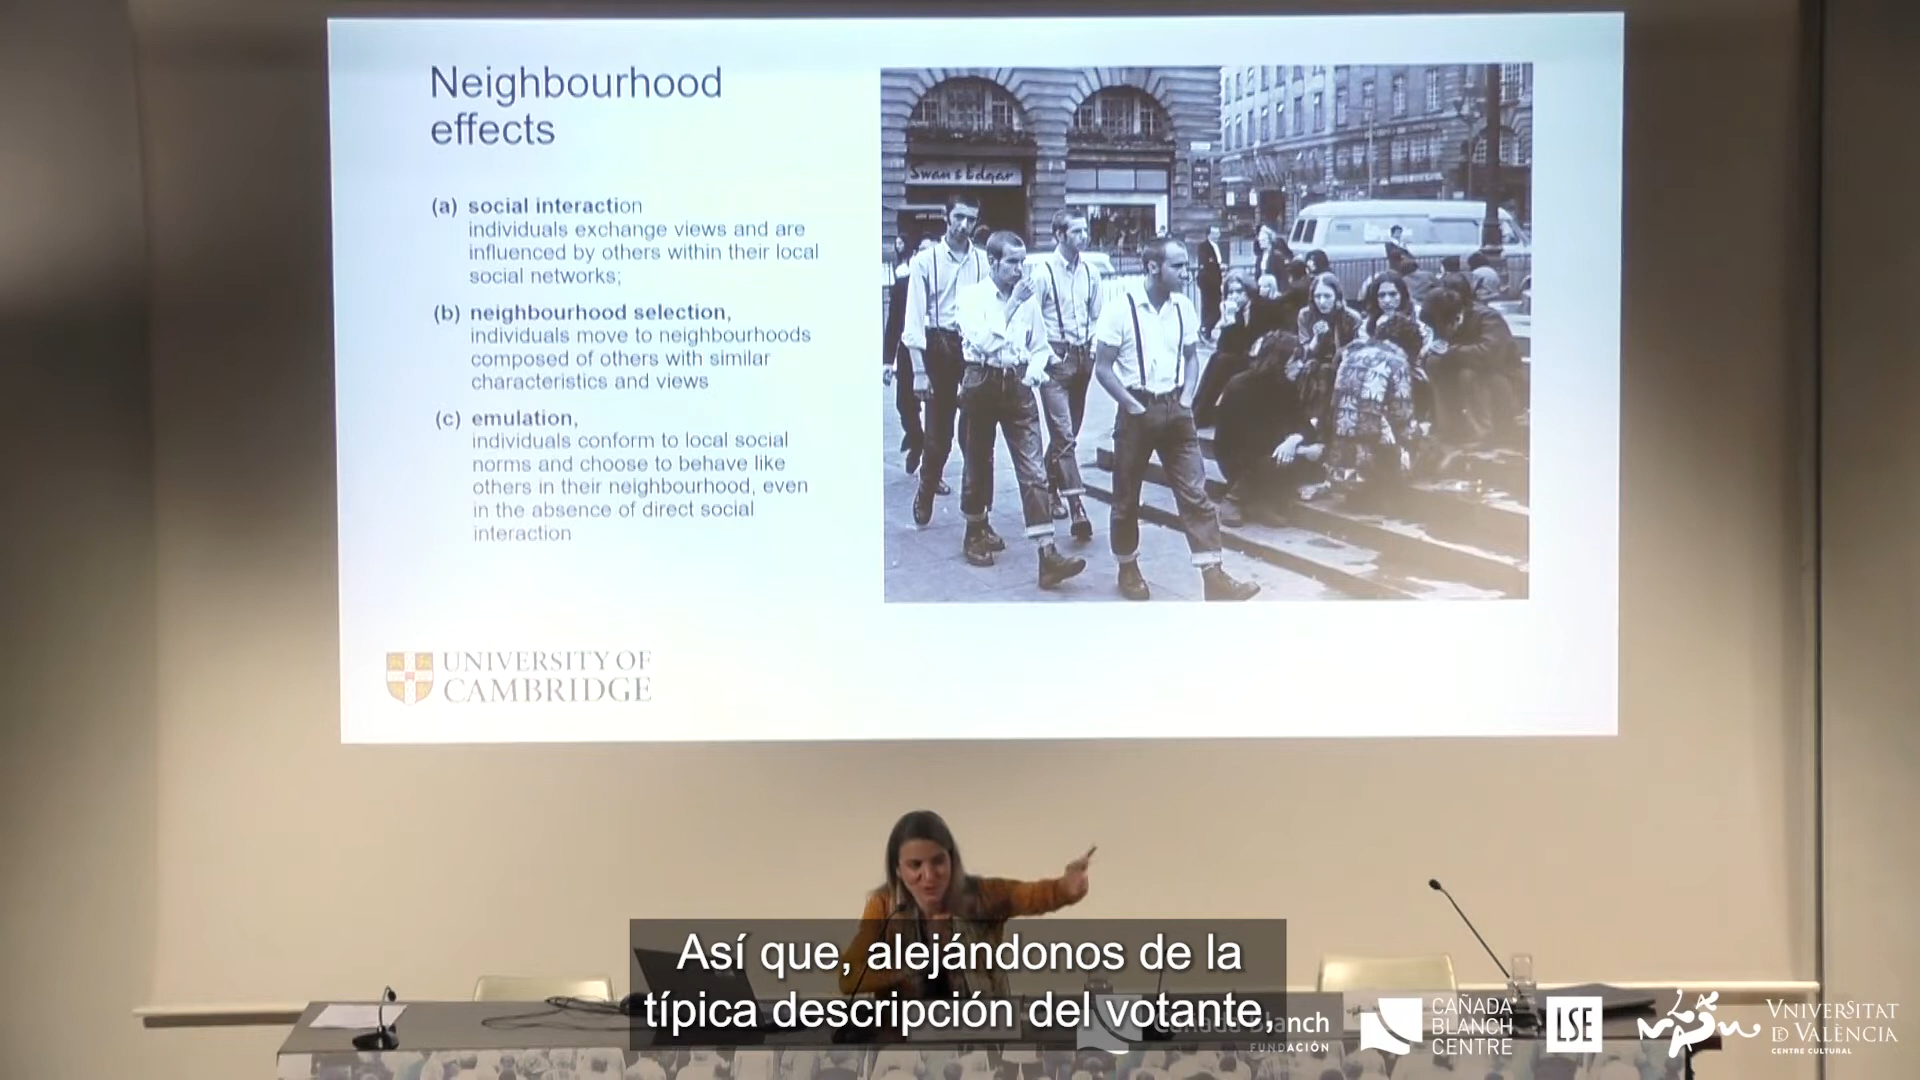 Neighbourhood
effects
(a) social interaction
individuals exchange views and are
influenced by others within their local
social networks;
(b) neighbourhood selection,
individuals move to neighbourhoods
composed of others with similar
characteristics and views
(c) emulation,
individuals conform to local social
norms and choose to behave like
others in their neighbourhood, even
in the absence of direct social
interaction
UNIVERSITY OF
CAMBRIDGE
Swan & Edgar
Así que, alejándonos de la
típica descripción del votante,
Cañada Blanch
FUNDACIÓN
CAÑADA
BLANCH
CENTRE
LSE
VNIVERSITAT
ID VALÈNCIA
CENTRE CULTURAL